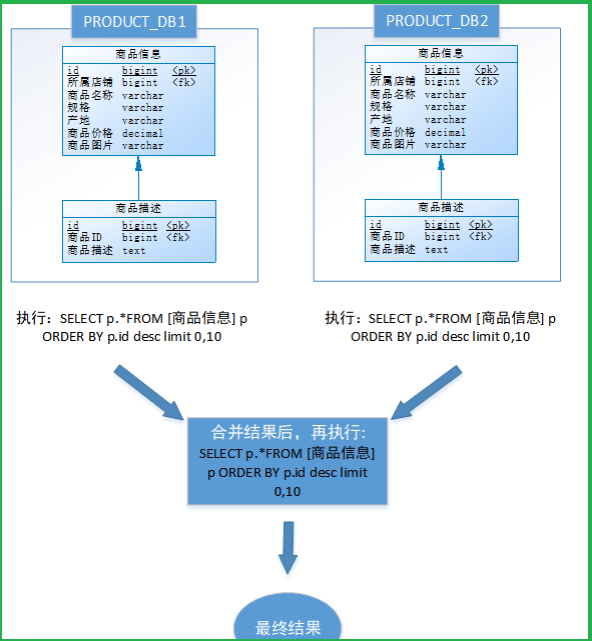 PRODUCT_DB1
商品信息
id bigint <pk>
所属店铺 bigint <fk>
商品名称 varchar
规格 varchar
产地 varchar
商品价格 decimal
商品图片 varchar
商品描述
id bigint <pk>
商品ID bigint <fk>
商品描述 text
执行：SELECT p.*FROM [商品信息] p
ORDER BY p.id desc limit 0,10
PRODUCT_DB2
商品信息
id bigint <pk>
所属店铺 bigint <fk>
商品名称 varchar
规格 varchar
产地 varchar
商品价格 decimal
商品图片 varchar
商品描述
id bigint <pk>
商品ID bigint <fk>
商品描述 text
执行：SELECT p.*FROM [商品信息] p
ORDER BY p.id desc limit 0,10
合并结果后，再执行:
SELECT p.*FROM [商品信息]
p ORDER BY p.id desc limit
0,10
最终结果